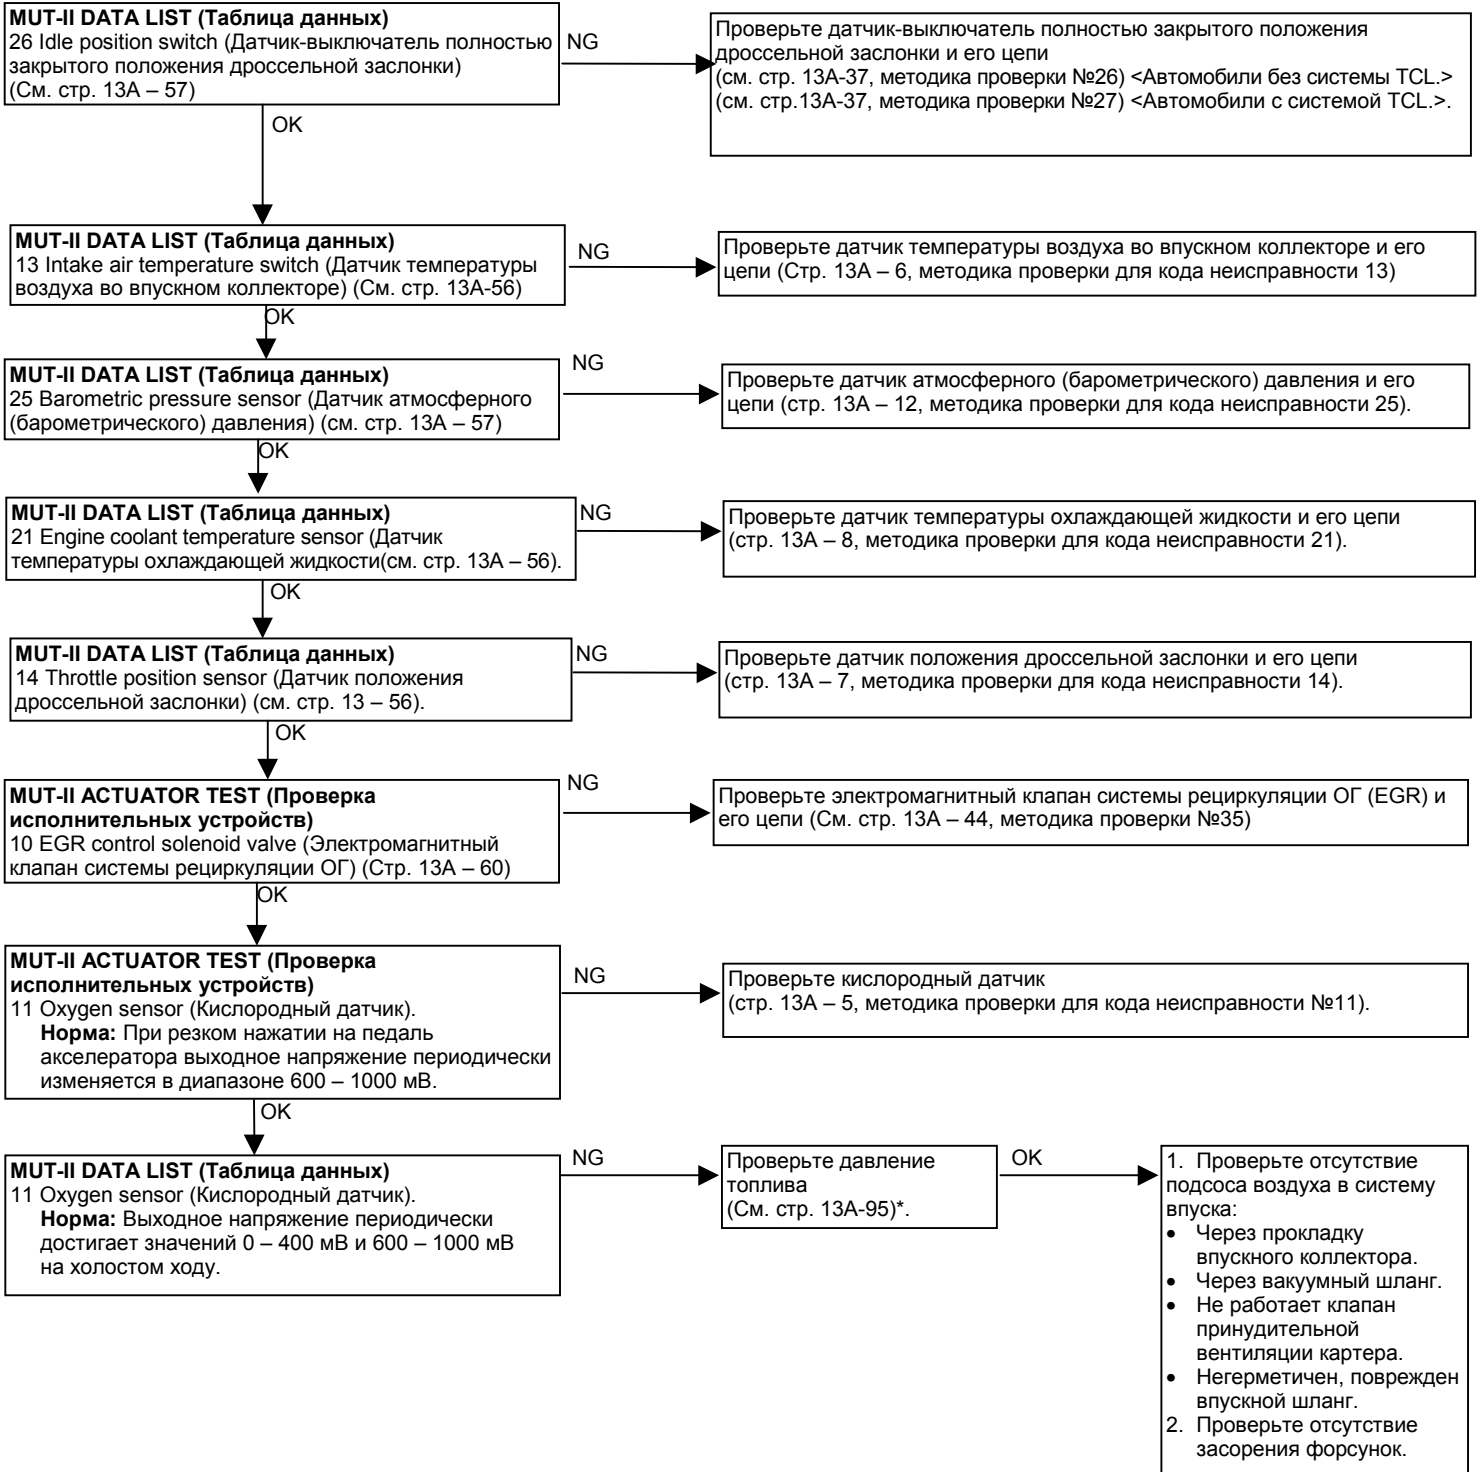 MUT-II DATA LIST (Таблица данных)
26 Idle position switch (Датчик-выключатель полностью
закрытого положения дроссельной заслонки)
(См. стр. 13А – 57)
NG
Проверьте датчик-выключатель полностью закрытого положения
дроссельной заслонки и его цепи
(см. стр. 13А-37, методика проверки №26) <Автомобили без системы TCL.>
(см. стр.13А-37, методика проверки №27) <Автомобили с системой TCL.>.
OK
MUT-II DATA LIST (Таблица данных)
13 Intake air temperature switch (Датчик температуры
воздуха во впускном коллекторе) (См. стр. 13А-56)
NG
Проверьте датчик температуры воздуха во впускном коллекторе и его
цепи (Стр. 13А – 6, методика проверки для кода неисправности 13)
OK
MUT-II DATA LIST (Таблица данных)
25 Barometric pressure sensor (Датчик атмосферного
(барометрического) давления) (см. стр. 13А – 57)
NG
Проверьте датчик атмосферного (барометрического) давления и его
цепи (стр. 13А – 12, методика проверки для кода неисправности 25).
OK
MUT-II DATA LIST (Таблица данных)
21 Engine coolant temperature sensor (Датчик
температуры охлаждающей жидкости(см. стр. 13А – 56).
NG
Проверьте датчик температуры охлаждающей жидкости и его цепи
(стр. 13А – 8, методика проверки для кода неисправности 21).
OK
MUT-II DATA LIST (Таблица данных)
14 Throttle position sensor (Датчик положения
дроссельной заслонки) (см. стр. 13 – 56).
NG
Проверьте датчик положения дроссельной заслонки и его цепи
(стр. 13А – 7, методика проверки для кода неисправности 14).
OK
MUT-II ACTUATOR TEST (Проверка
исполнительных устройств)
10 EGR control solenoid valve (Электромагнитный
клапан системы рециркуляции ОГ) (Стр. 13А – 60)
NG
Проверьте электромагнитный клапан системы рециркуляции ОГ (EGR) и
его цепи (См. стр. 13А – 44, методика проверки №35)
OK
MUT-II ACTUATOR TEST (Проверка
исполнительных устройств)
11 Oxygen sensor (Кислородный датчик).
Норма: При резком нажатии на педаль
акселератора выходное напряжение периодически
изменяется в диапазоне 600 – 1000 мВ.
NG
Проверьте кислородный датчик
(стр. 13А – 5, методика проверки для кода неисправности №11).
OK
MUT-II DATA LIST (Таблица данных)
11 Oxygen sensor (Кислородный датчик).
Норма: Выходное напряжение периодически
достигает значений 0 – 400 мВ и 600 – 1000 мВ
на холостом ходу.
NG
Проверьте давление
топлива
(См. стр. 13А-95)*.
OK
1. Проверьте отсутствие
подсоса воздуха в систему
впуска:
• Через прокладку
впускного коллектора.
• Через вакуумный шланг.
• Не работает клапан
принудительной
вентиляции картера.
• Негерметичен, поврежден
впускной шланг.
2. Проверьте отсутствие
засорения форсунок.